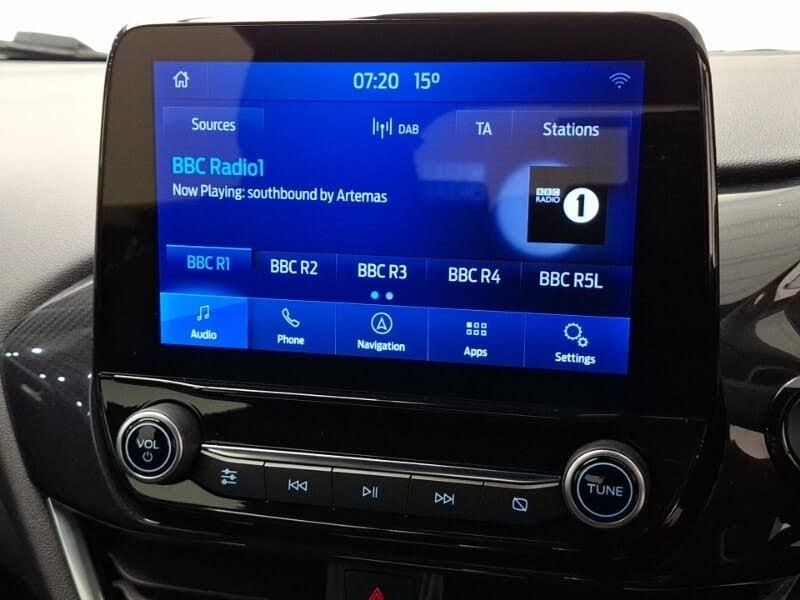 07:20 15º
Sources DAB TA Stations
BBC Radio1
Now Playing: southbound by Artemas
BBC
RADIO 1
BBC R1 BBC R2 BBC R3 BBC R4 BBC R5L
Audio Phone Navigation Apps Settings
VOL
TUNE